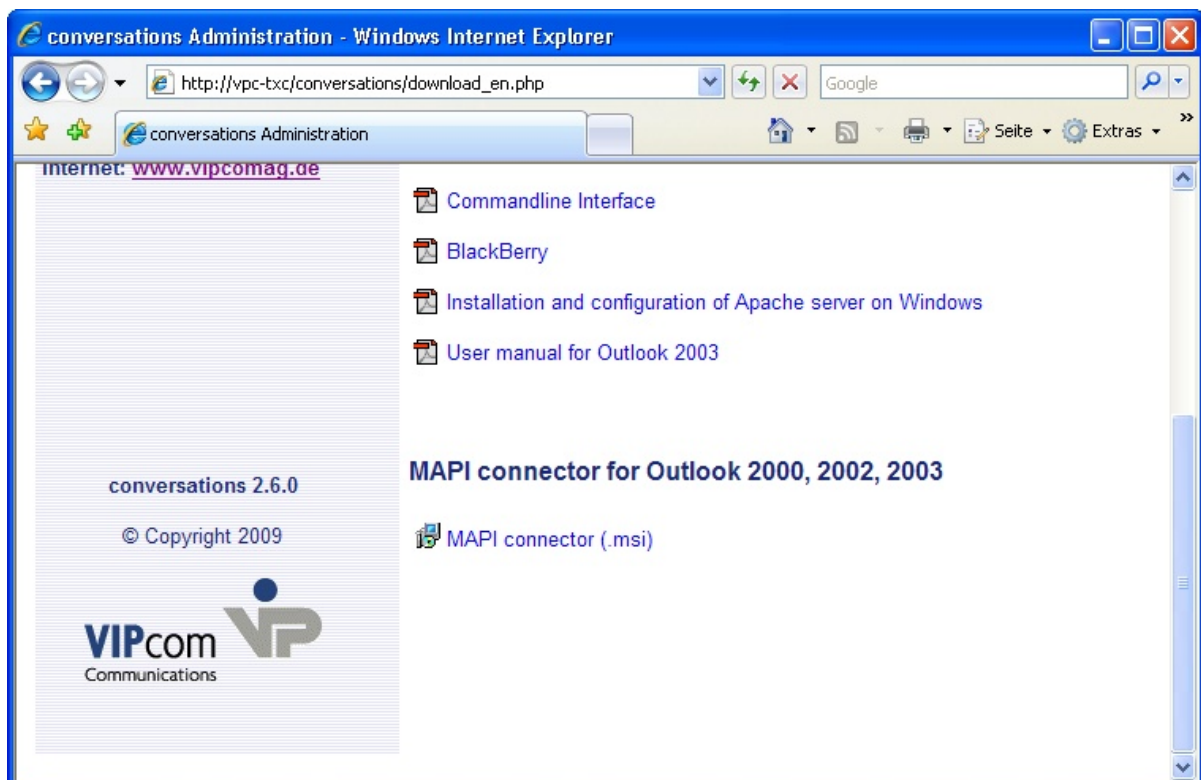 conversations Administration - Windows Internet Explorer
http://vpc-txc/conversations/download_en.php
Google
conversations Administration
Seite
Extras
Internet: www.vipcomag.de
Commandline Interface
BlackBerry
Installation and configuration of Apache server on Windows
User manual for Outlook 2003
MAPI connector for Outlook 2000, 2002, 2003
conversations 2.6.0
© Copyright 2009
MAPI connector (.msi)
VIPcom VIP
Communications